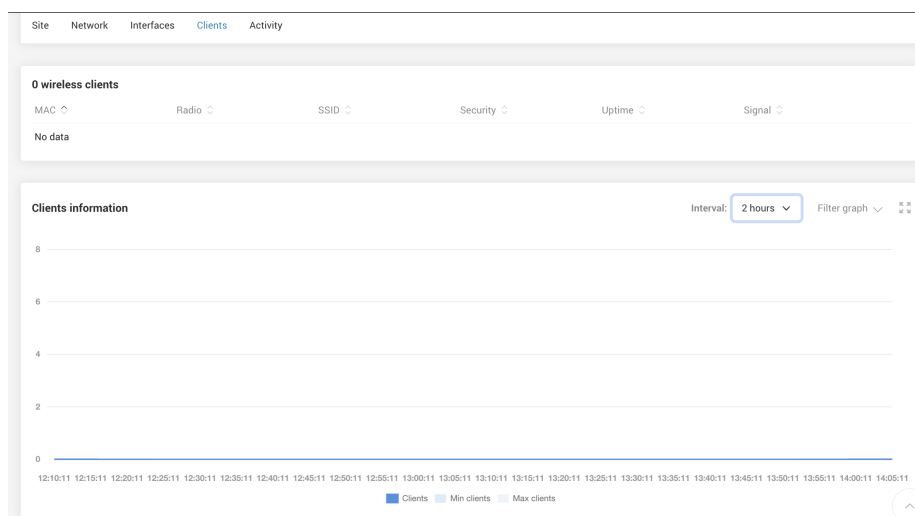 Site Network Interfaces Clients Activity
0 wireless clients
MAC Radio SSID Security Uptime Signal
No data
Clients information Interval: 2 hours Filter graph
8
6
4
2
0
12:10:11 12:15:11 12:20:11 12:25:11 12:30:11 12:35:11 12:40:11 12:45:11 12:50:11 12:55:11 13:00:11 13:05:11 13:10:11 13:15:11 13:20:11 13:25:11 13:30:11 13:35:11 13:40:11 13:45:11 13:50:11 13:55:11 14:00:11 14:05:11
Clients Min clients Max clients